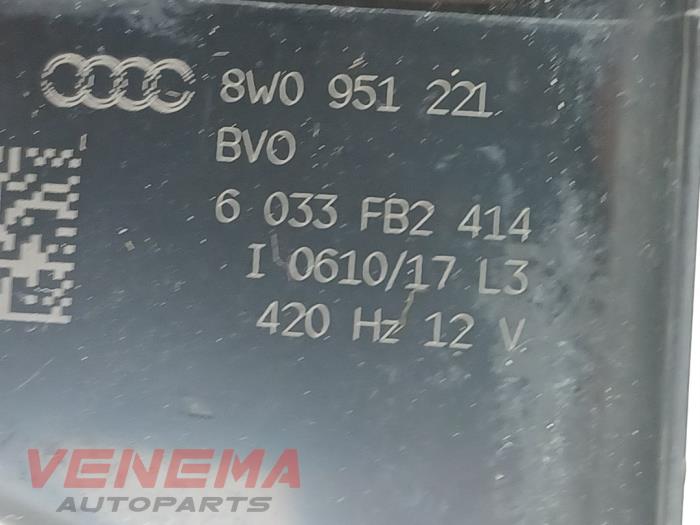 8W0 951 221
BVO
6 033 FB2 414
I 0610/17 L3
420 Hz 12 V
VENEMA
AUTOPARTS